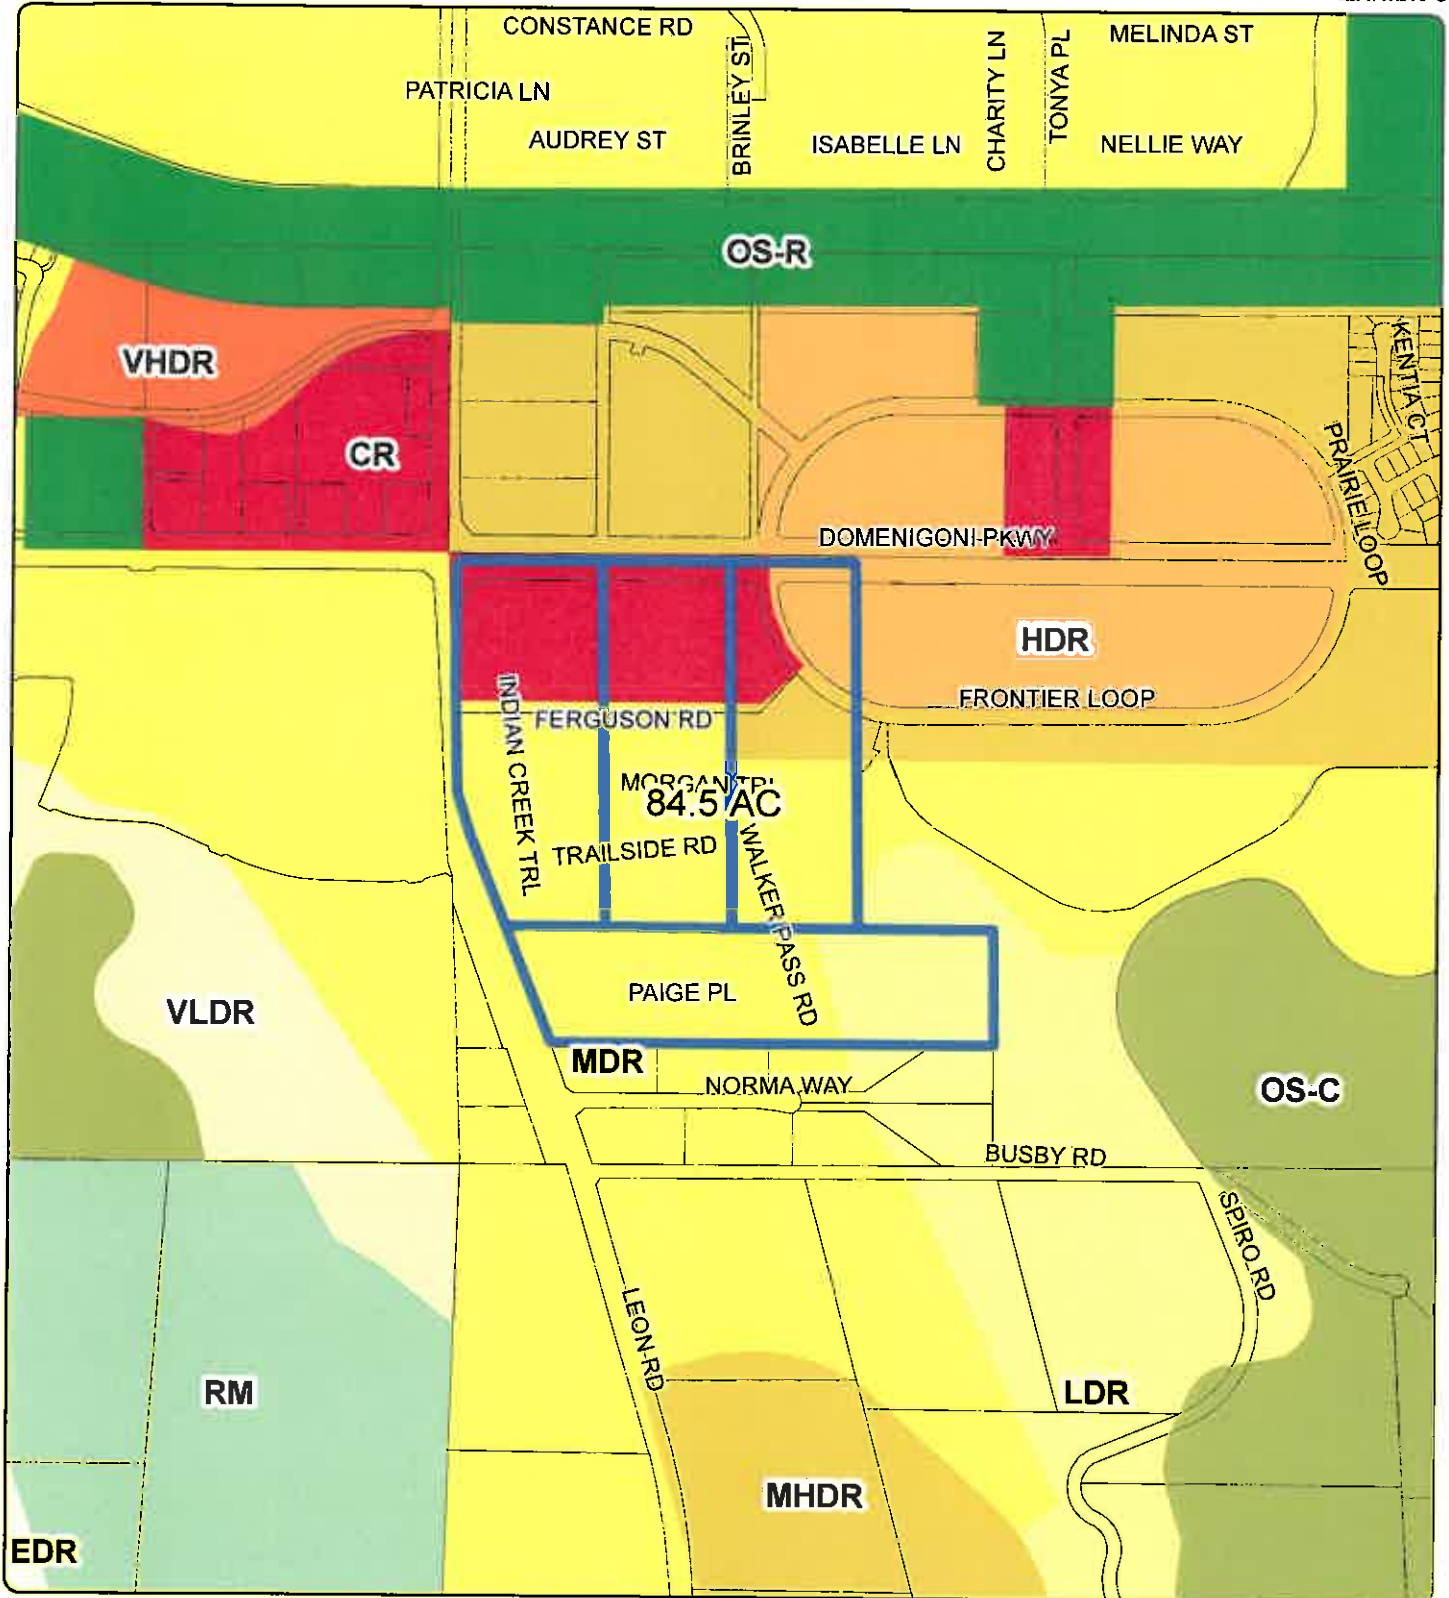 CONSTANCE RD
MELINDA ST
BRINLEY ST
CHARITY LN
TONYA PL
PATRICIA LN
AUDREY ST
ISABELLE LN
NELLIE WAY
OS-R
VHDR
KENTIA CT
CR
PRAIRIE LOOP
DOMENIGONI PKWY
HDR
INDIAN CREEK TRL
FRONTIER LOOP
FERGUSON RD
MORGAN TRL
84.5 AC
TRAILSIDE RD
WALKER PASS RD
PAIGE PL
VLDR
MDR
NORMA WAY
OS-C
BUSBY RD
SPIRO RD
LEON RD
RM
LDR
MHDR
EDR